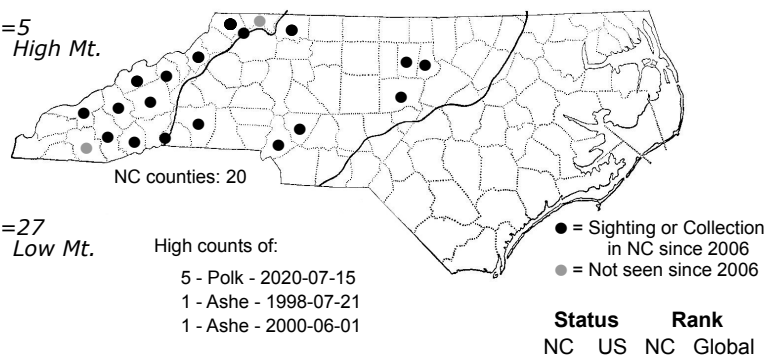 =5
High Mt.
NC counties: 20
=27
Low Mt.
High counts of:
5 - Polk - 2020-07-15
1 - Ashe - 1998-07-21
1 - Ashe - 2000-06-01
= Sighting or Collection
in NC since 2006
= Not seen since 2006
Status Rank
NC US NC Global